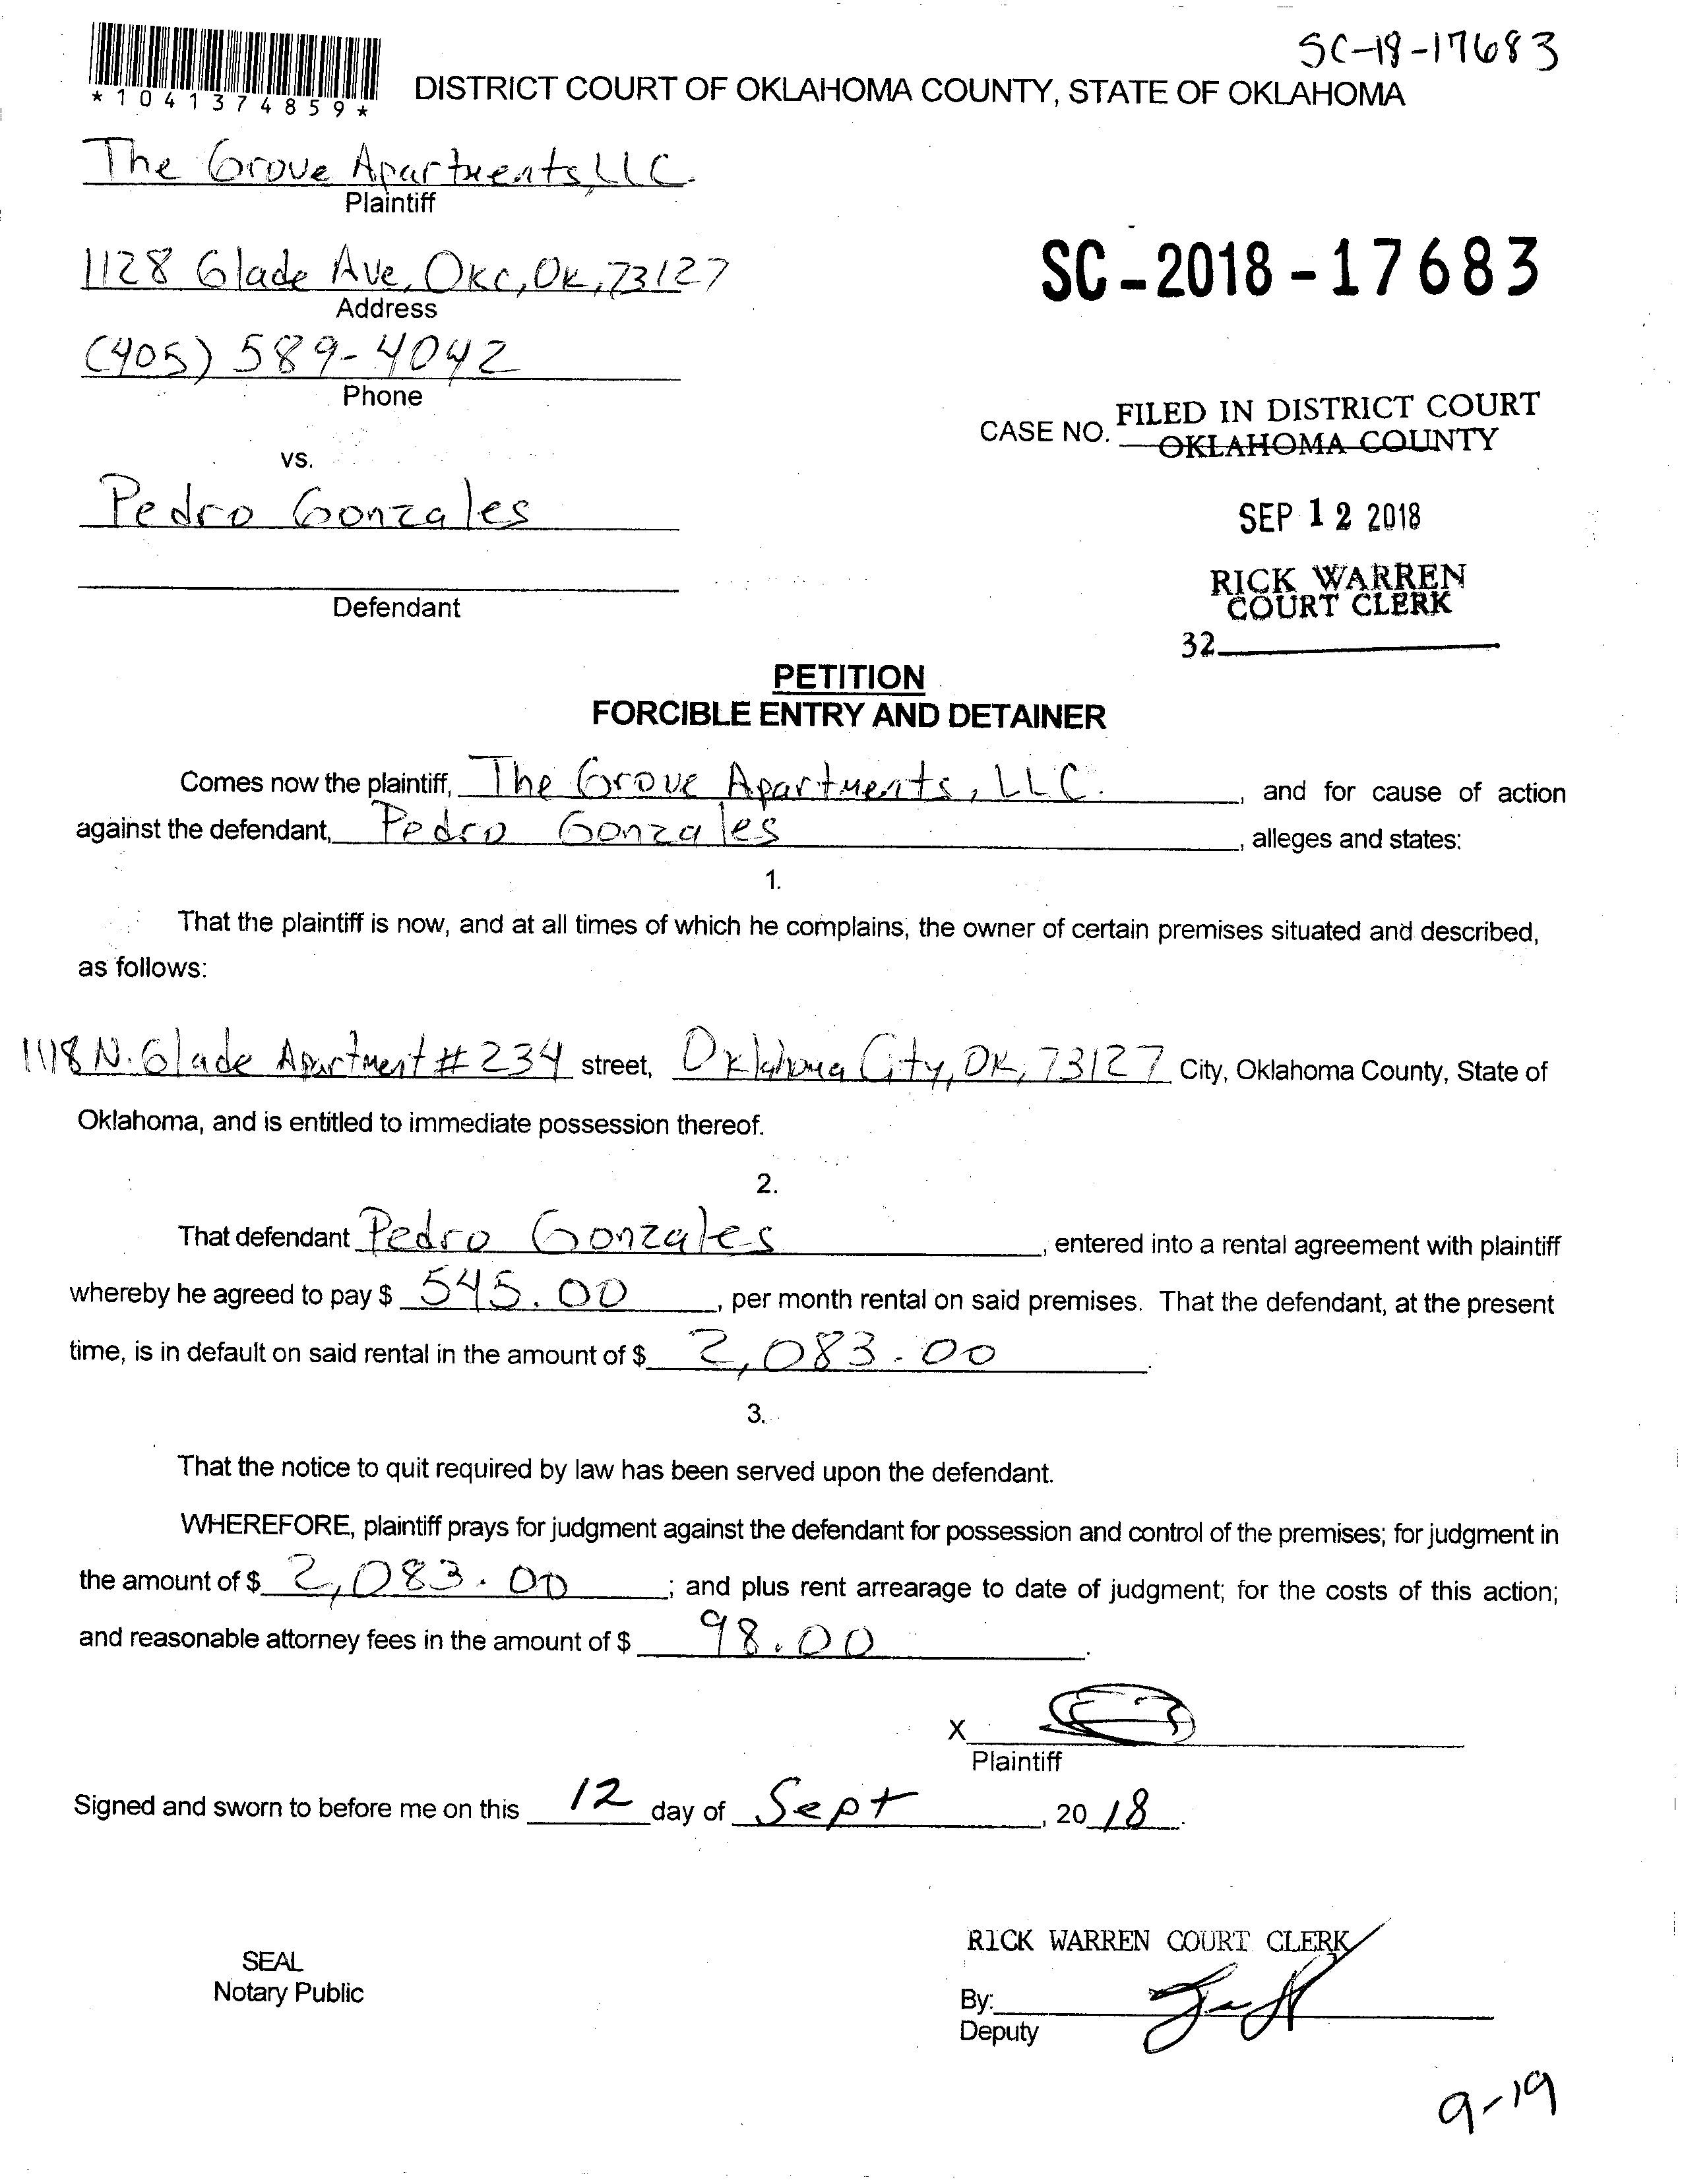 SC-18-17683
*1041374859*
DISTRICT COURT OF OKLAHOMA COUNTY, STATE OF OKLAHOMA
The Grove Apartments, LLC.
Plaintiff
1128 Glade Ave, OKC, OK, 73127
Address
SC-2018-17683
(405) 589-4042
Phone
CASE NO. FILED IN DISTRICT COURT
OKLAHOMA COUNTY
vs.
Pedro Gonzales
SEP 12 2018
Defendant
RICK WARREN
COURT CLERK
32
PETITION
FORCIBLE ENTRY AND DETAINER
Comes now the plaintiff, The Grove Apartments, LLC. , and for cause of action
against the defendant, Pedro Gonzales , alleges and states:
1.
That the plaintiff is now, and at all times of which he complains, the owner of certain premises situated and described,
as follows:
1118 N. Glade Apartment # 234 street, Oklahoma City, OK, 73127 City, Oklahoma County, State of
Oklahoma, and is entitled to immediate possession thereof.
2.
That defendant Pedro Gonzales , entered into a rental agreement with plaintiff
whereby he agreed to pay $ 545.00 , per month rental on said premises. That the defendant, at the present
time, is in default on said rental in the amount of $ 2,083.00 .
3.
That the notice to quit required by law has been served upon the defendant.
WHEREFORE, plaintiff prays for judgment against the defendant for possession and control of the premises; for judgment in
the amount of $ 2,083.00 ; and plus rent arrearage to date of judgment; for the costs of this action;
and reasonable attorney fees in the amount of $ 98.00 .
X
Plaintiff
Signed and sworn to before me on this 12 day of Sept , 20 18 .
RICK WARREN COURT CLERK
SEAL
Notary Public
By:
Deputy
9-19